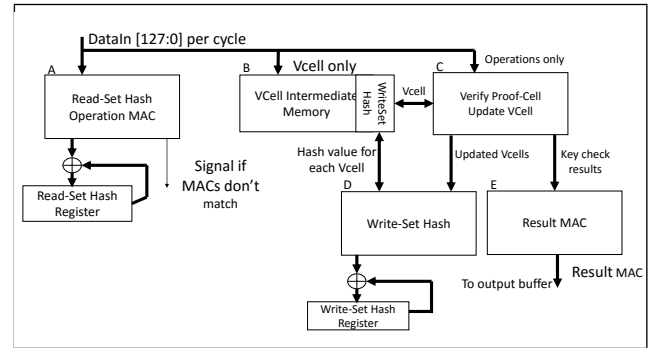 DataIn [127:0] per cycle
A
Read-Set Hash
Operation MAC
Read-Set Hash
Register
Signal if
MACs don't
match
B
Vcell only
VCell Intermediate
Memory
WriteSet
Hash
Vcell
C
Operations only
Verify Proof-Cell
Update VCell
Hash value for
each Vcell
Updated Vcells
Key check
results
D
Write-Set Hash
Write-Set Hash
Register
E
Result MAC
Result MAC
To output buffer